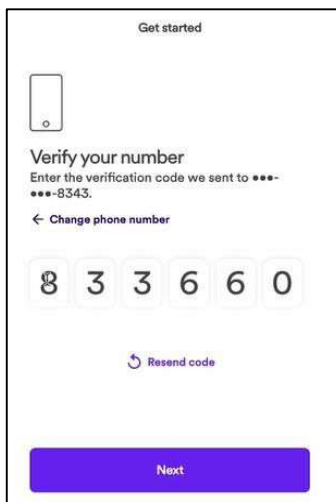 Get started
Verify your number
Enter the verification code we sent to •••-
•••-8343.
← Change phone number
8 3 3 6 6 0
Resend code
Next